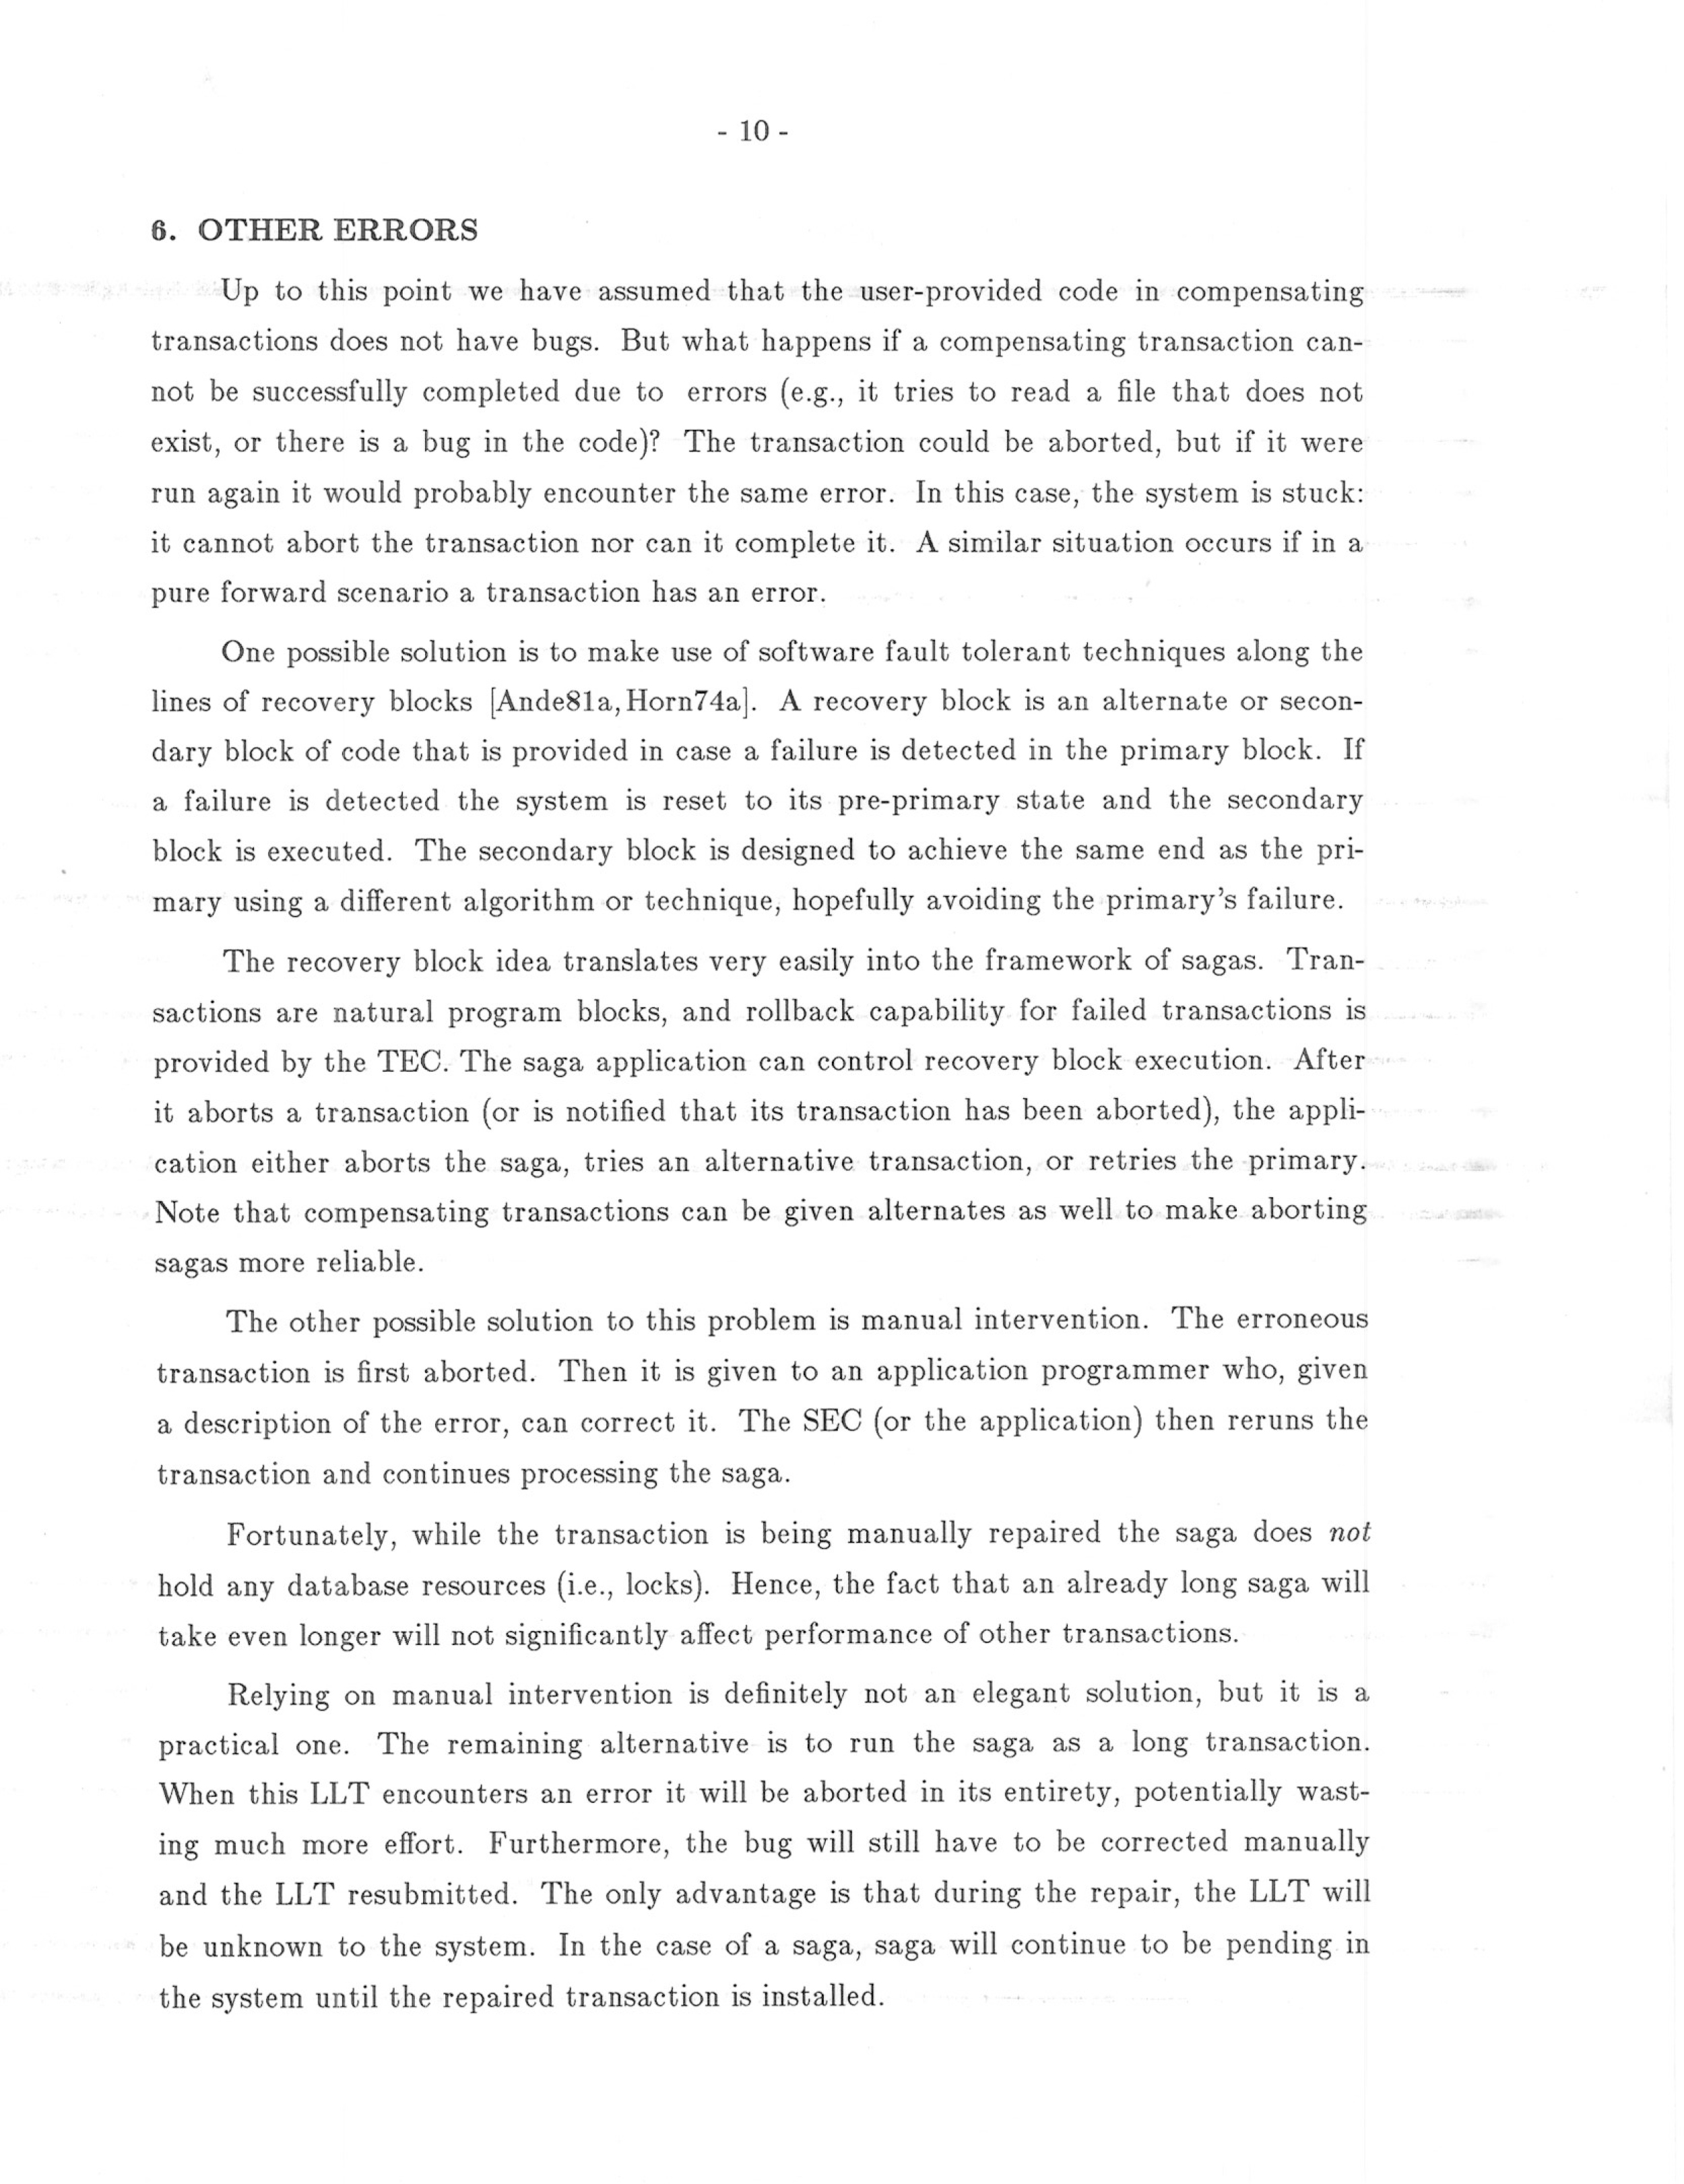 - 10 -
6. OTHER ERRORS
Up to this point we have assumed that the user-provided code in compensating
transactions does not have bugs. But what happens if a compensating transaction can-
not be successfully completed due to errors (e.g., it tries to read a file that does not
exist, or there is a bug in the code)? The transaction could be aborted, but if it were
run again it would probably encounter the same error. In this case, the system is stuck:
it cannot abort the transaction nor can it complete it. A similar situation occurs if in a
pure forward scenario a transaction has an error.
One possible solution is to make use of software fault tolerant techniques along the
lines of recovery blocks [Ande81a,Horn74a]. A recovery block is an alternate or secon-
dary block of code that is provided in case a failure is detected in the primary block. If
a failure is detected the system is reset to its pre-primary state and the secondary
block is executed. The secondary block is designed to achieve the same end as the pri-
mary using a different algorithm or technique, hopefully avoiding the primary's failure.
The recovery block idea translates very easily into the framework of sagas. Tran-
sactions are natural program blocks, and rollback capability for failed transactions is
provided by the TEC. The saga application can control recovery block execution. After
it aborts a transaction (or is notified that its transaction has been aborted), the appli-
cation either aborts the saga, tries an alternative transaction, or retries the primary.
Note that compensating transactions can be given alternates as well to make aborting
sagas more reliable.
The other possible solution to this problem is manual intervention. The erroneous
transaction is first aborted. Then it is given to an application programmer who, given
a description of the error, can correct it. The SEC (or the application) then reruns the
transaction and continues processing the saga.
Fortunately, while the transaction is being manually repaired the saga does not
hold any database resources (i.e., locks). Hence, the fact that an already long saga will
take even longer will not significantly affect performance of other transactions.
Relying on manual intervention is definitely not an elegant solution, but it is a
practical one. The remaining alternative is to run the saga as a long transaction.
When this LLT encounters an error it will be aborted in its entirety, potentially wast-
ing much more effort. Furthermore, the bug will still have to be corrected manually
and the LLT resubmitted. The only advantage is that during the repair, the LLT will
be unknown to the system. In the case of a saga, saga will continue to be pending in
the system until the repaired transaction is installed.